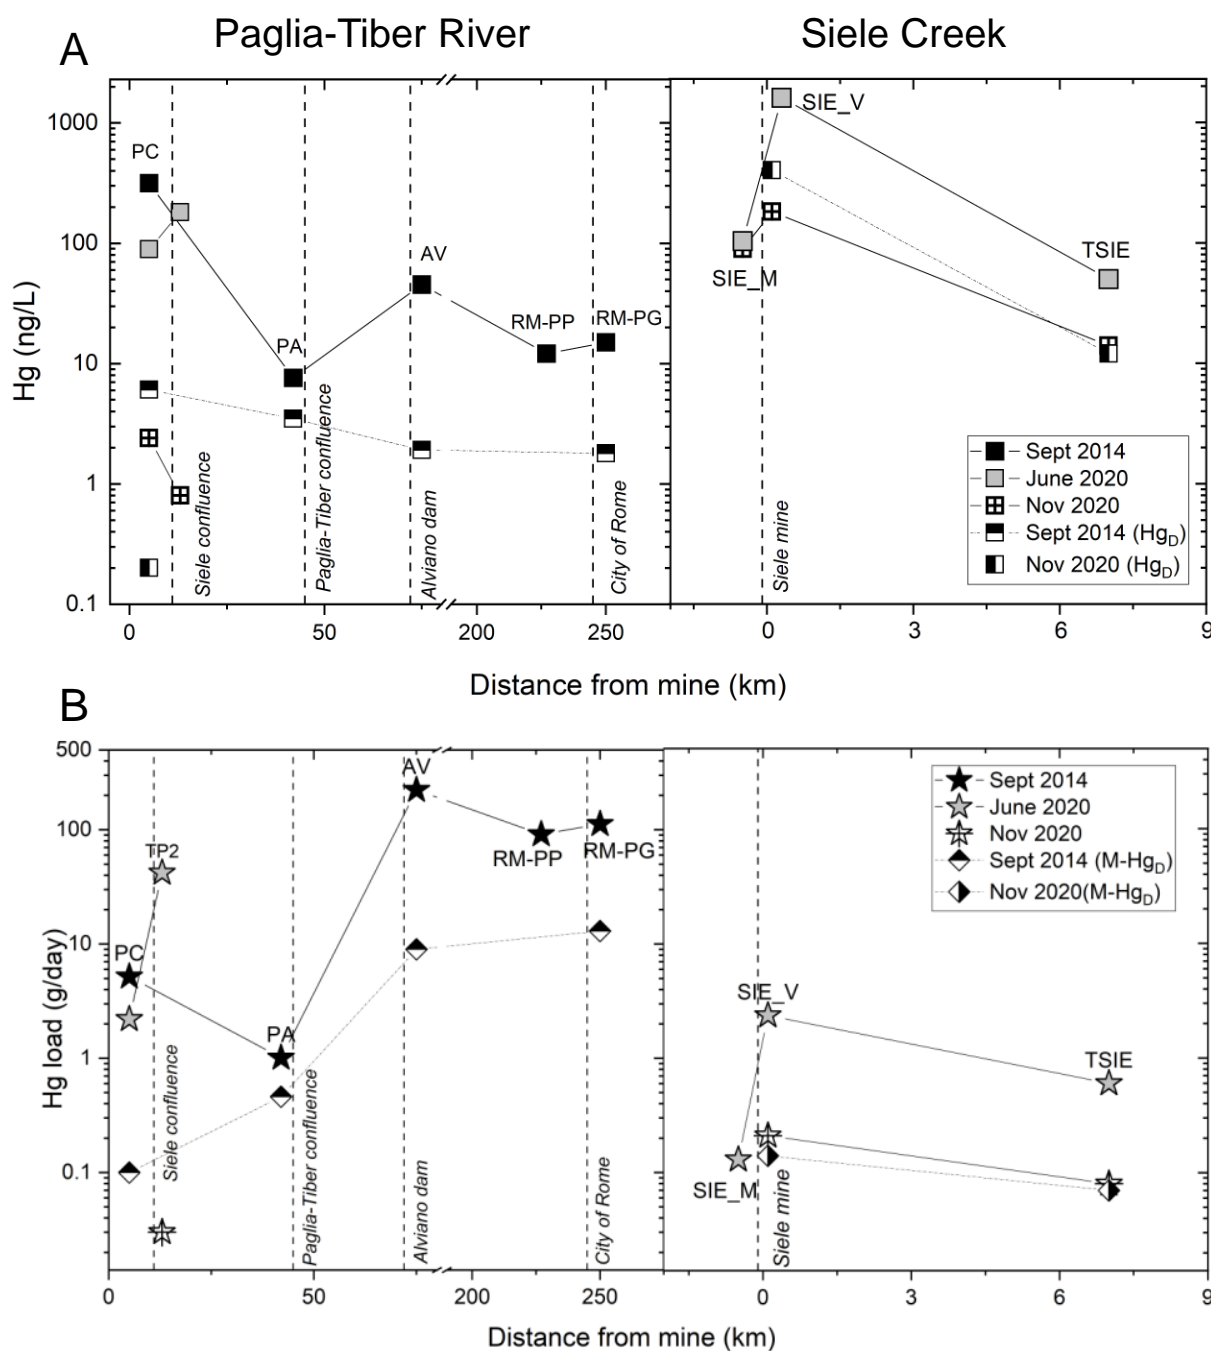 Paglia-Tiber River
Siele Creek
A
Hg (ng/L)
1000
100
10
1
0.1
PC
PA
AV
RM-PP
RM-PG
Siele confluence
Paglia-Tiber confluence
Alviano dam
City of Rome
SIE_V
SIE_M
TSIE
Siele mine
Sept 2014
June 2020
Nov 2020
Sept 2014 (HgD)
Nov 2020 (HgD)
0 50 200 250 0 3 6 9
Distance from mine (km)
B
Hg load (g/day)
500
100
10
1
0.1
PC
TP2
PA
AV
RM-PP
RM-PG
Siele confluence
Paglia-Tiber confluence
Alviano dam
City of Rome
SIE_V
SIE_M
TSIE
Siele mine
Sept 2014
June 2020
Nov 2020
Sept 2014 (M-HgD)
Nov 2020(M-HgD)
0 50 200 250 0 3 6 9
Distance from mine (km)